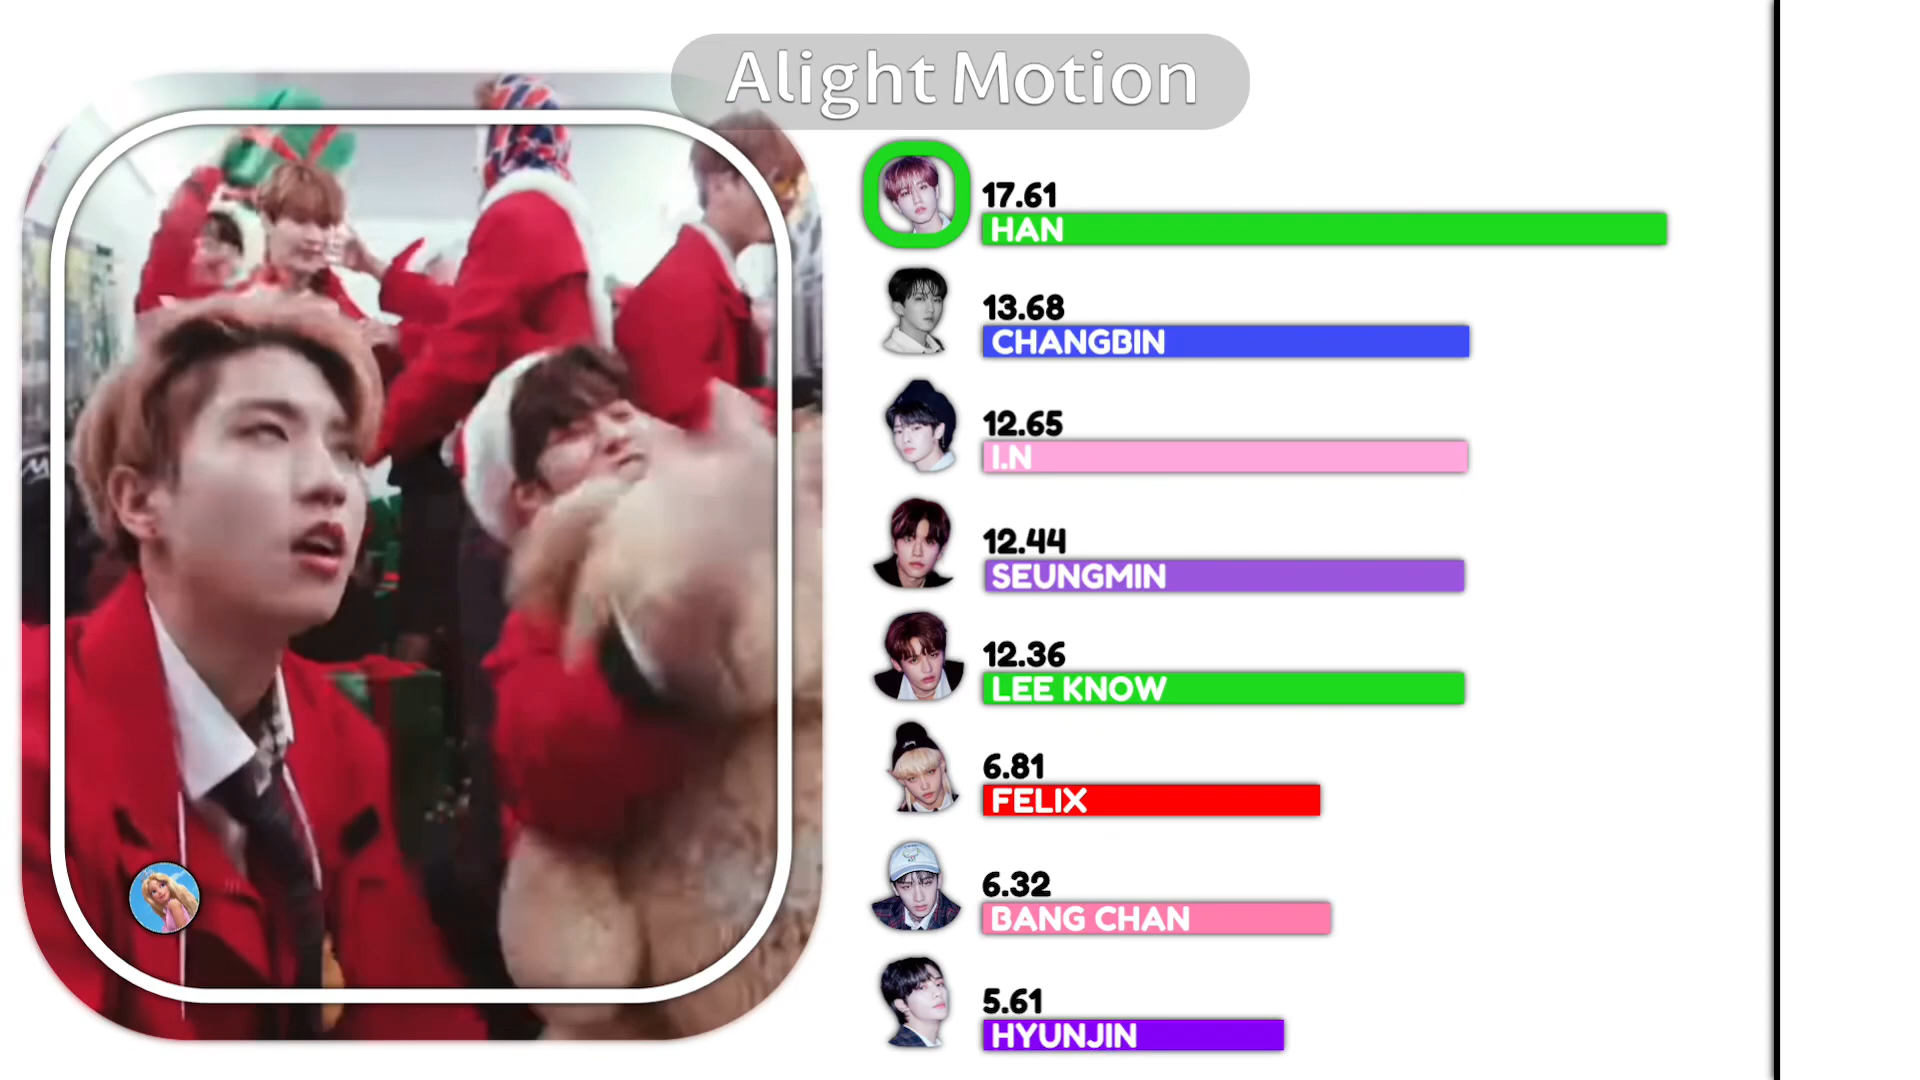 Alight Motion
17.61
HAN
13.68
CHANGBIN
12.65
I.N
12.44
SEUNGMIN
12.36
LEE KNOW
6.81
FELIX
6.32
BANG CHAN
5.61
HYUNJIN